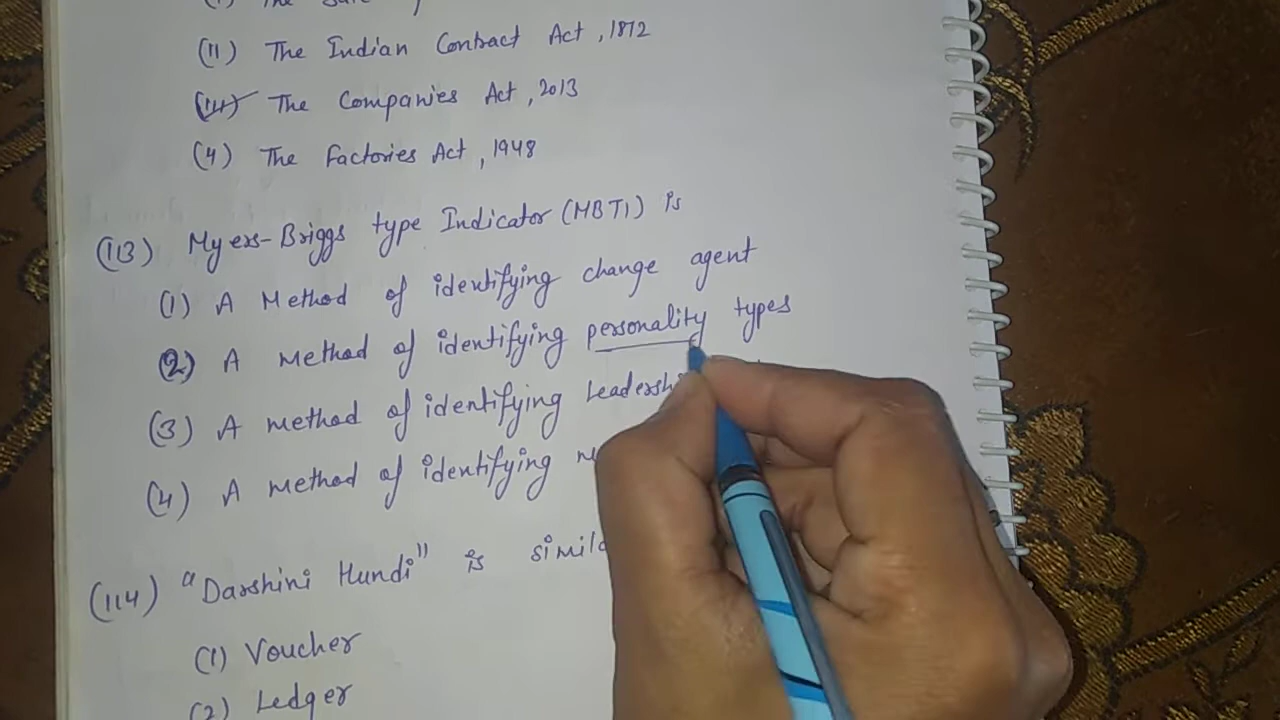 (11) The Indian Contract Act, 1872
The Companies Act, 2013
(4) The Factories Act, 1948
(113) Myers-Briggs type Indicator (MBTI) is
(1) A Method of identifying change agent
(2) A Method of identifying personality types
(3) A method of identifying
(4) A method of identifying
(114) "Darshini Hundi" is
(1) Voucher
(2) Ledger